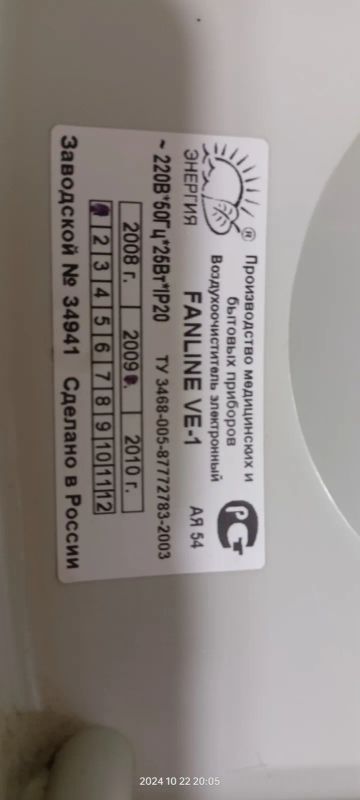 ЭНЕРГИЯ ®
Производство медицинских и
бытовых приборов
Воздухоочиститель электронный
FANLINE VE-1
АЯ 54
~ 220В*50Гц*25Вт*IP20
ТУ 3468-005-87772783-2003
2008 г. 2009 г. 2010 г.
2 3 4 5 6 7 8 9 10 11 12
Заводской № 34941 Сделано в России
2024 10 22 20:05